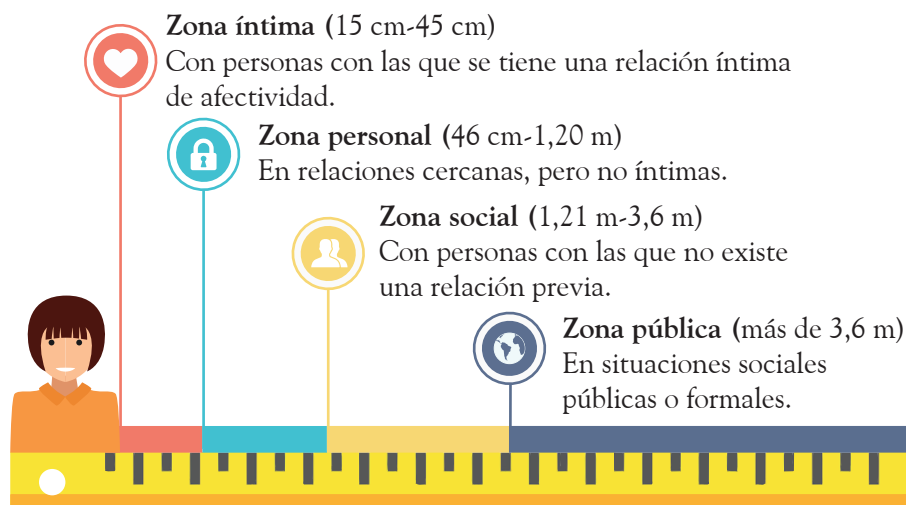 Zona íntima (15 cm-45 cm)
Con personas con las que se tiene una relación íntima
de afectividad.
Zona personal (46 cm-1,20 m)
En relaciones cercanas, pero no íntimas.
Zona social (1,21 m-3,6 m)
Con personas con las que no existe
una relación previa.
Zona pública (más de 3,6 m)
En situaciones sociales
públicas o formales.